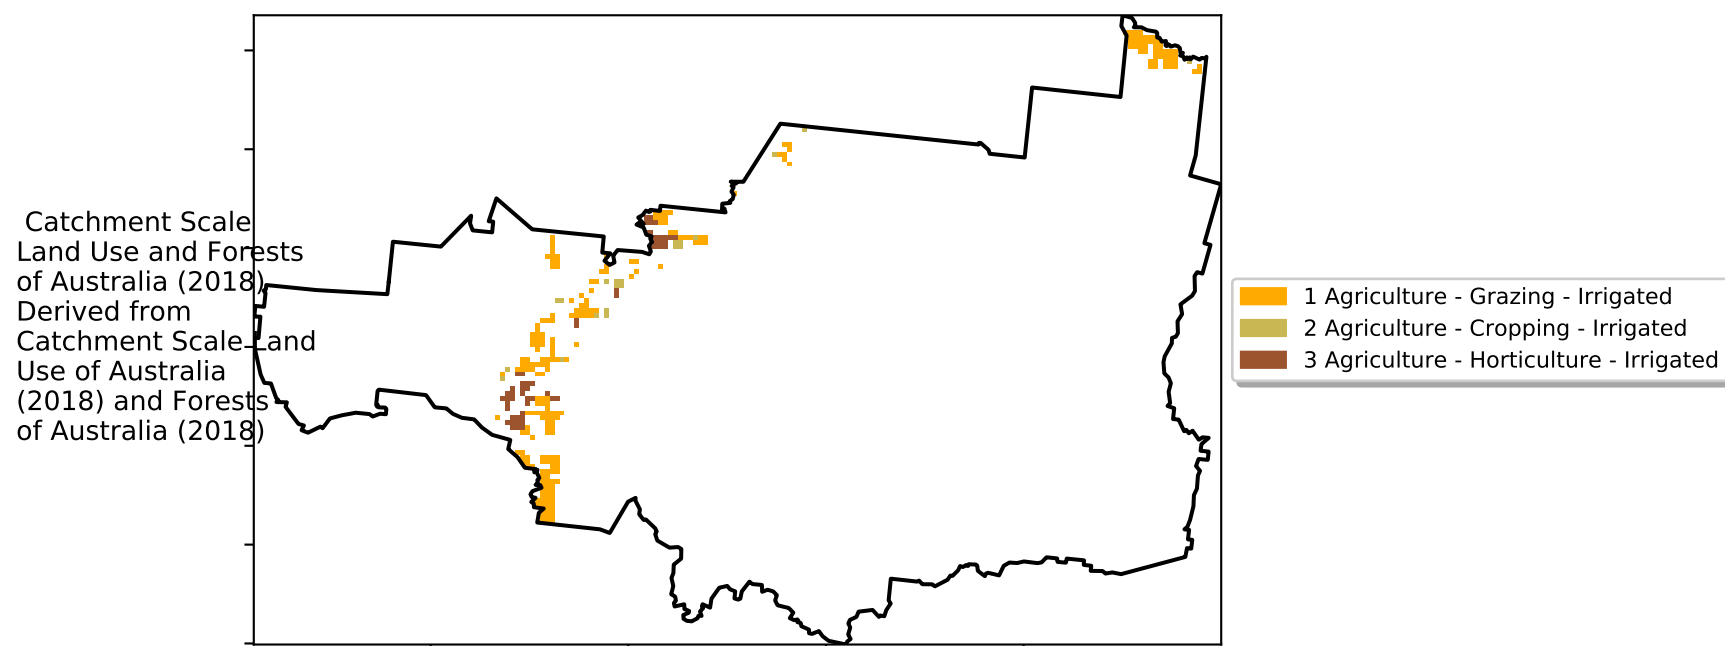 Catchment Scale
Land Use and Forests
of Australia (2018)
Derived from
Catchment Scale Land
Use of Australia
(2018) and Forests
of Australia (2018)
1 Agriculture - Grazing - Irrigated
2 Agriculture - Cropping - Irrigated
3 Agriculture - Horticulture - Irrigated